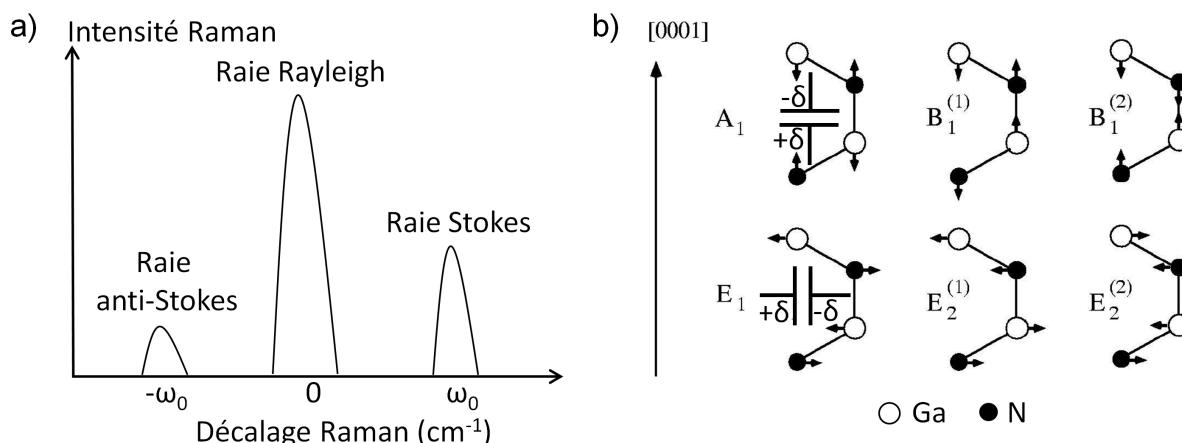 a)
Intensité Raman
Raie Rayleigh
Raie Stokes
Raie
anti-Stokes
-ω₀
0
ω₀
Décalage Raman (cm⁻¹)
b)
[0001]
A₁
-δ
+δ
B₁⁽¹⁾
B₁⁽²⁾
E₁
+δ
-δ
E₂⁽¹⁾
E₂⁽²⁾
Ga
N